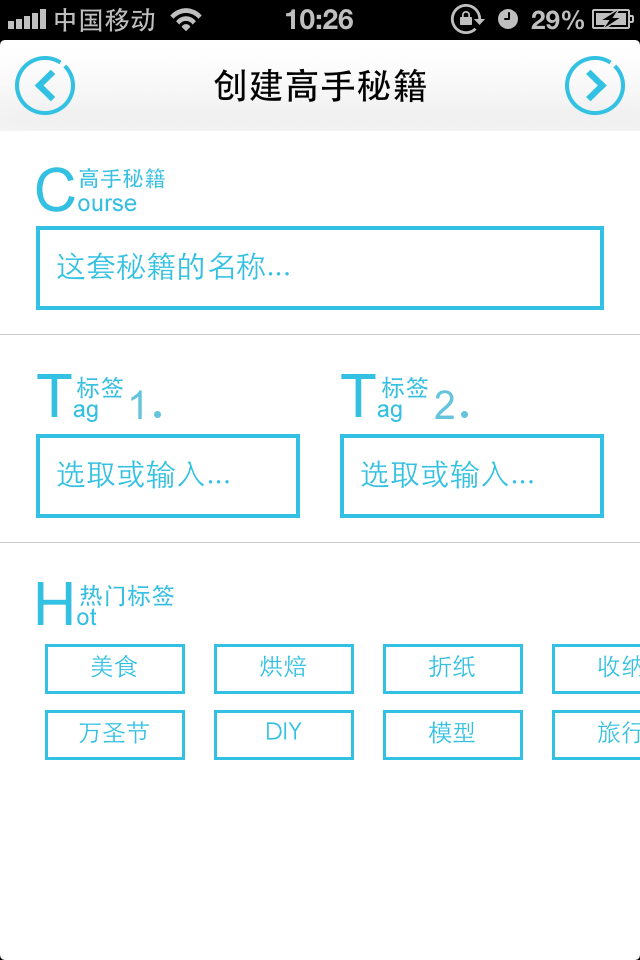 中国移动 10:26 29%
创建高手秘籍
高手秘籍
Course
这套秘籍的名称...
标签
Tag 1.
标签
Tag 2.
选取或输入... 选取或输入...
热门标签
Hot
美食 烘焙 折纸 收纳
万圣节 DIY 模型 旅行